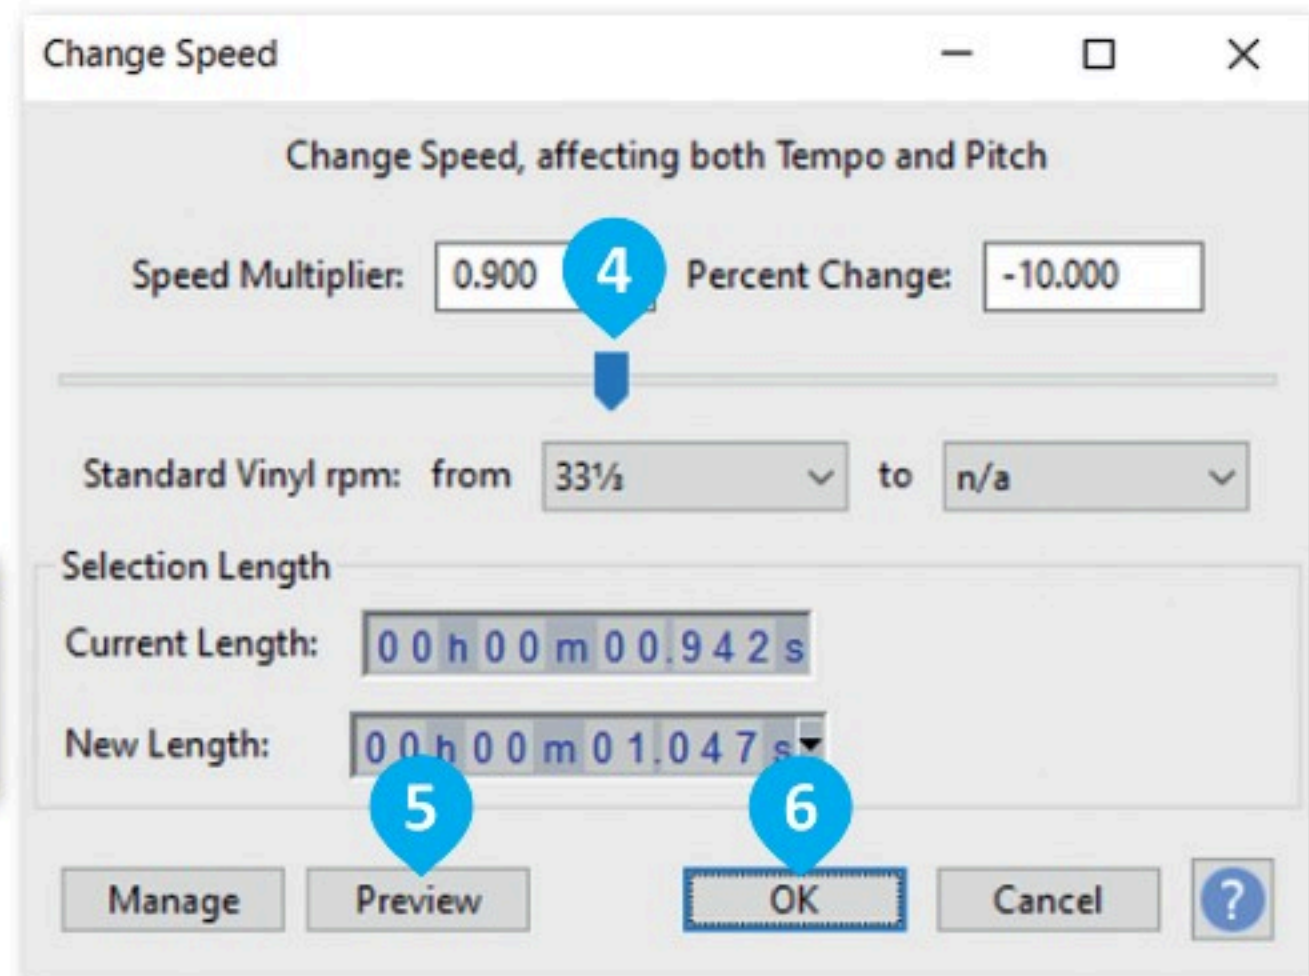 Change Speed
Change Speed, affecting both Tempo and Pitch
Speed Multiplier: 0.900 4 Percent Change: -10.000
Standard Vinyl rpm: from 33⅓ to n/a
Selection Length
Current Length: 00h00m00.942s
New Length: 00h00m01.047s
5 6
Manage Preview OK Cancel ?